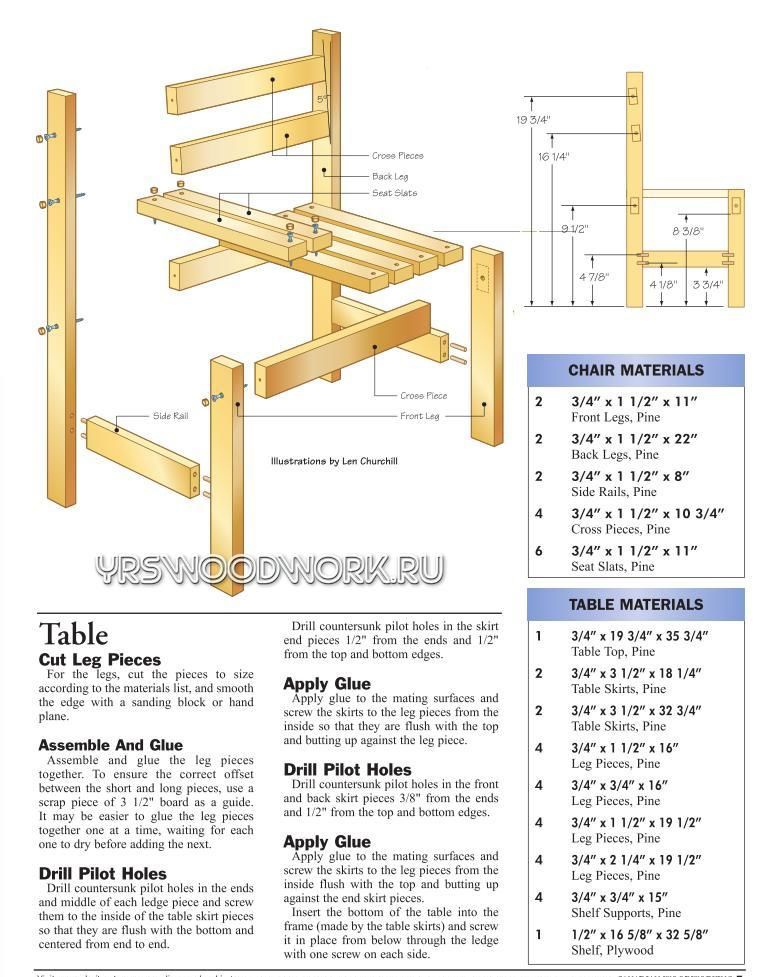 5°
Cross Pieces
Back Leg
Seat Slats
Cross Piece
Front Leg
Side Rail
Illustrations by Len Churchill
19 3/4"
16 1/4"
9 1/2"
8 3/8"
4 7/8"
4 1/8"
3 3/4"
YRSWOODWORK.RU
Table
Cut Leg Pieces
For the legs, cut the pieces to size
according to the materials list, and smooth
the edge with a sanding block or hand
plane.
Assemble And Glue
Assemble and glue the leg pieces
together. To ensure the correct offset
between the short and long pieces, use a
scrap piece of 3 1/2" board as a guide.
It may be easier to glue the leg pieces
together one at a time, waiting for each
one to dry before adding the next.
Drill Pilot Holes
Drill countersunk pilot holes in the ends
and middle of each ledge piece and screw
them to the inside of the table skirt pieces
so that they are flush with the bottom and
centered from end to end.
Drill countersunk pilot holes in the skirt
end pieces 1/2" from the ends and 1/2"
from the top and bottom edges.
Apply Glue
Apply glue to the mating surfaces and
screw the skirts to the leg pieces from the
inside so that they are flush with the top
and butting up against the leg piece.
Drill Pilot Holes
Drill countersunk pilot holes in the front
and back skirt pieces 3/8" from the ends
and 1/2" from the top and bottom edges.
Apply Glue
Apply glue to the mating surfaces and
screw the skirts to the leg pieces from the
inside flush with the top and butting up
against the end skirt pieces.
Insert the bottom of the table into the
frame (made by the table skirts) and screw
it in place from below through the ledge
with one screw on each side.
CHAIR MATERIALS
2 3/4" x 1 1/2" x 11"
Front Legs, Pine
2 3/4" x 1 1/2" x 22"
Back Legs, Pine
2 3/4" x 1 1/2" x 8"
Side Rails, Pine
4 3/4" x 1 1/2" x 10 3/4"
Cross Pieces, Pine
6 3/4" x 1 1/2" x 11"
Seat Slats, Pine
TABLE MATERIALS
1 3/4" x 19 3/4" x 35 3/4"
Table Top, Pine
2 3/4" x 3 1/2" x 18 1/4"
Table Skirts, Pine
2 3/4" x 3 1/2" x 32 3/4"
Table Skirts, Pine
4 3/4" x 1 1/2" x 16"
Leg Pieces, Pine
4 3/4" x 3/4" x 16"
Leg Pieces, Pine
4 3/4" x 1 1/2" x 19 1/2"
Leg Pieces, Pine
4 3/4" x 2 1/4" x 19 1/2"
Leg Pieces, Pine
4 3/4" x 3/4" x 15"
Shelf Supports, Pine
1 1/2" x 16 5/8" x 32 5/8"
Shelf, Plywood